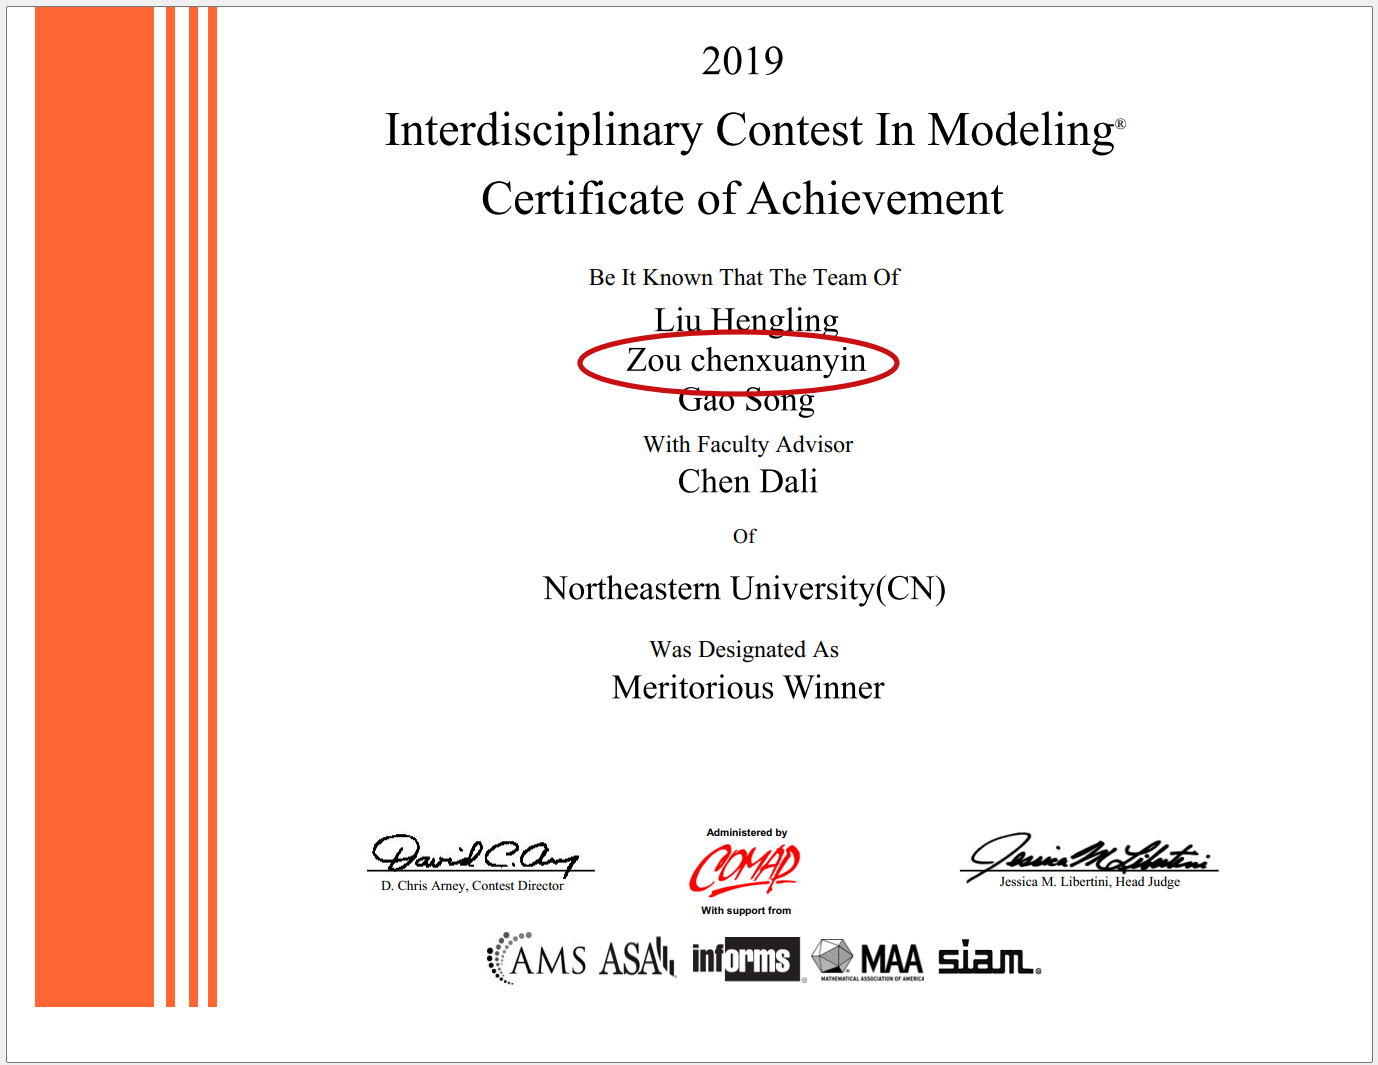 2019
Interdisciplinary Contest In Modeling®
Certificate of Achievement
Be It Known That The Team Of
Liu Hengling
Zou chenxuanyin
Gao Song
With Faculty Advisor
Chen Dali
Of
Northeastern University(CN)
Was Designated As
Meritorious Winner
David C. Arney
D. Chris Arney, Contest Director
Administered by
COMAP
With support from
Jessica M Libertini
Jessica M. Libertini, Head Judge
AMS ASA informs® MAA siam®
MATHEMATICAL ASSOCIATION OF AMERICA